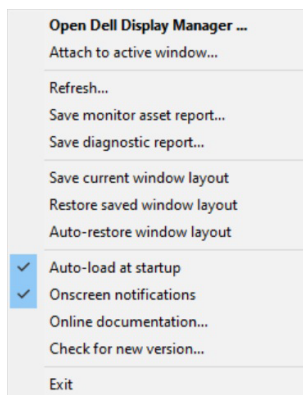 Open Dell Display Manager ...
Attach to active window...
Refresh...
Save monitor asset report...
Save diagnostic report...
Save current window layout
Restore saved window layout
Auto-restore window layout
Auto-load at startup
Onscreen notifications
Online documentation...
Check for new version...
Exit